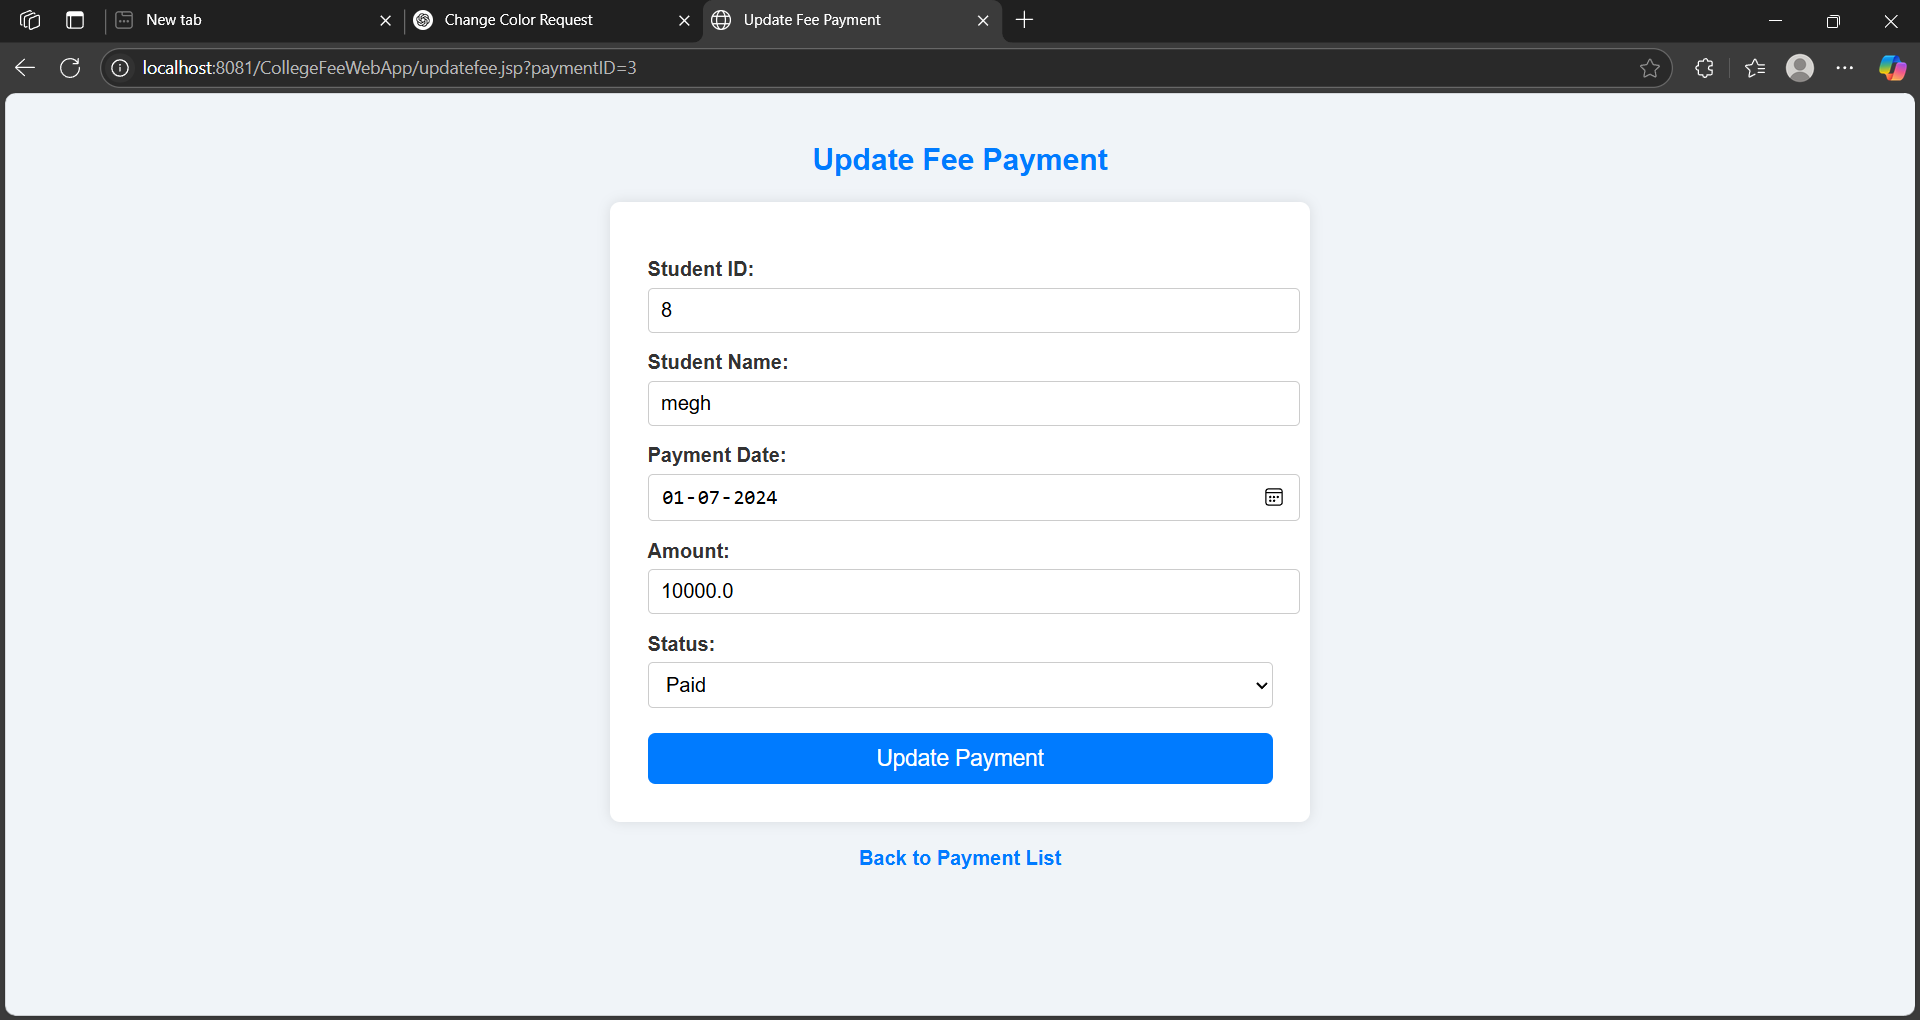 New tab
Change Color Request
Update Fee Payment
localhost:8081/CollegeFeeWebApp/updatefee.jsp?paymentID=3
Update Fee Payment
Student ID:
8
Student Name:
megh
Payment Date:
01-07-2024
Amount:
10000.0
Status:
Paid
Update Payment
Back to Payment List